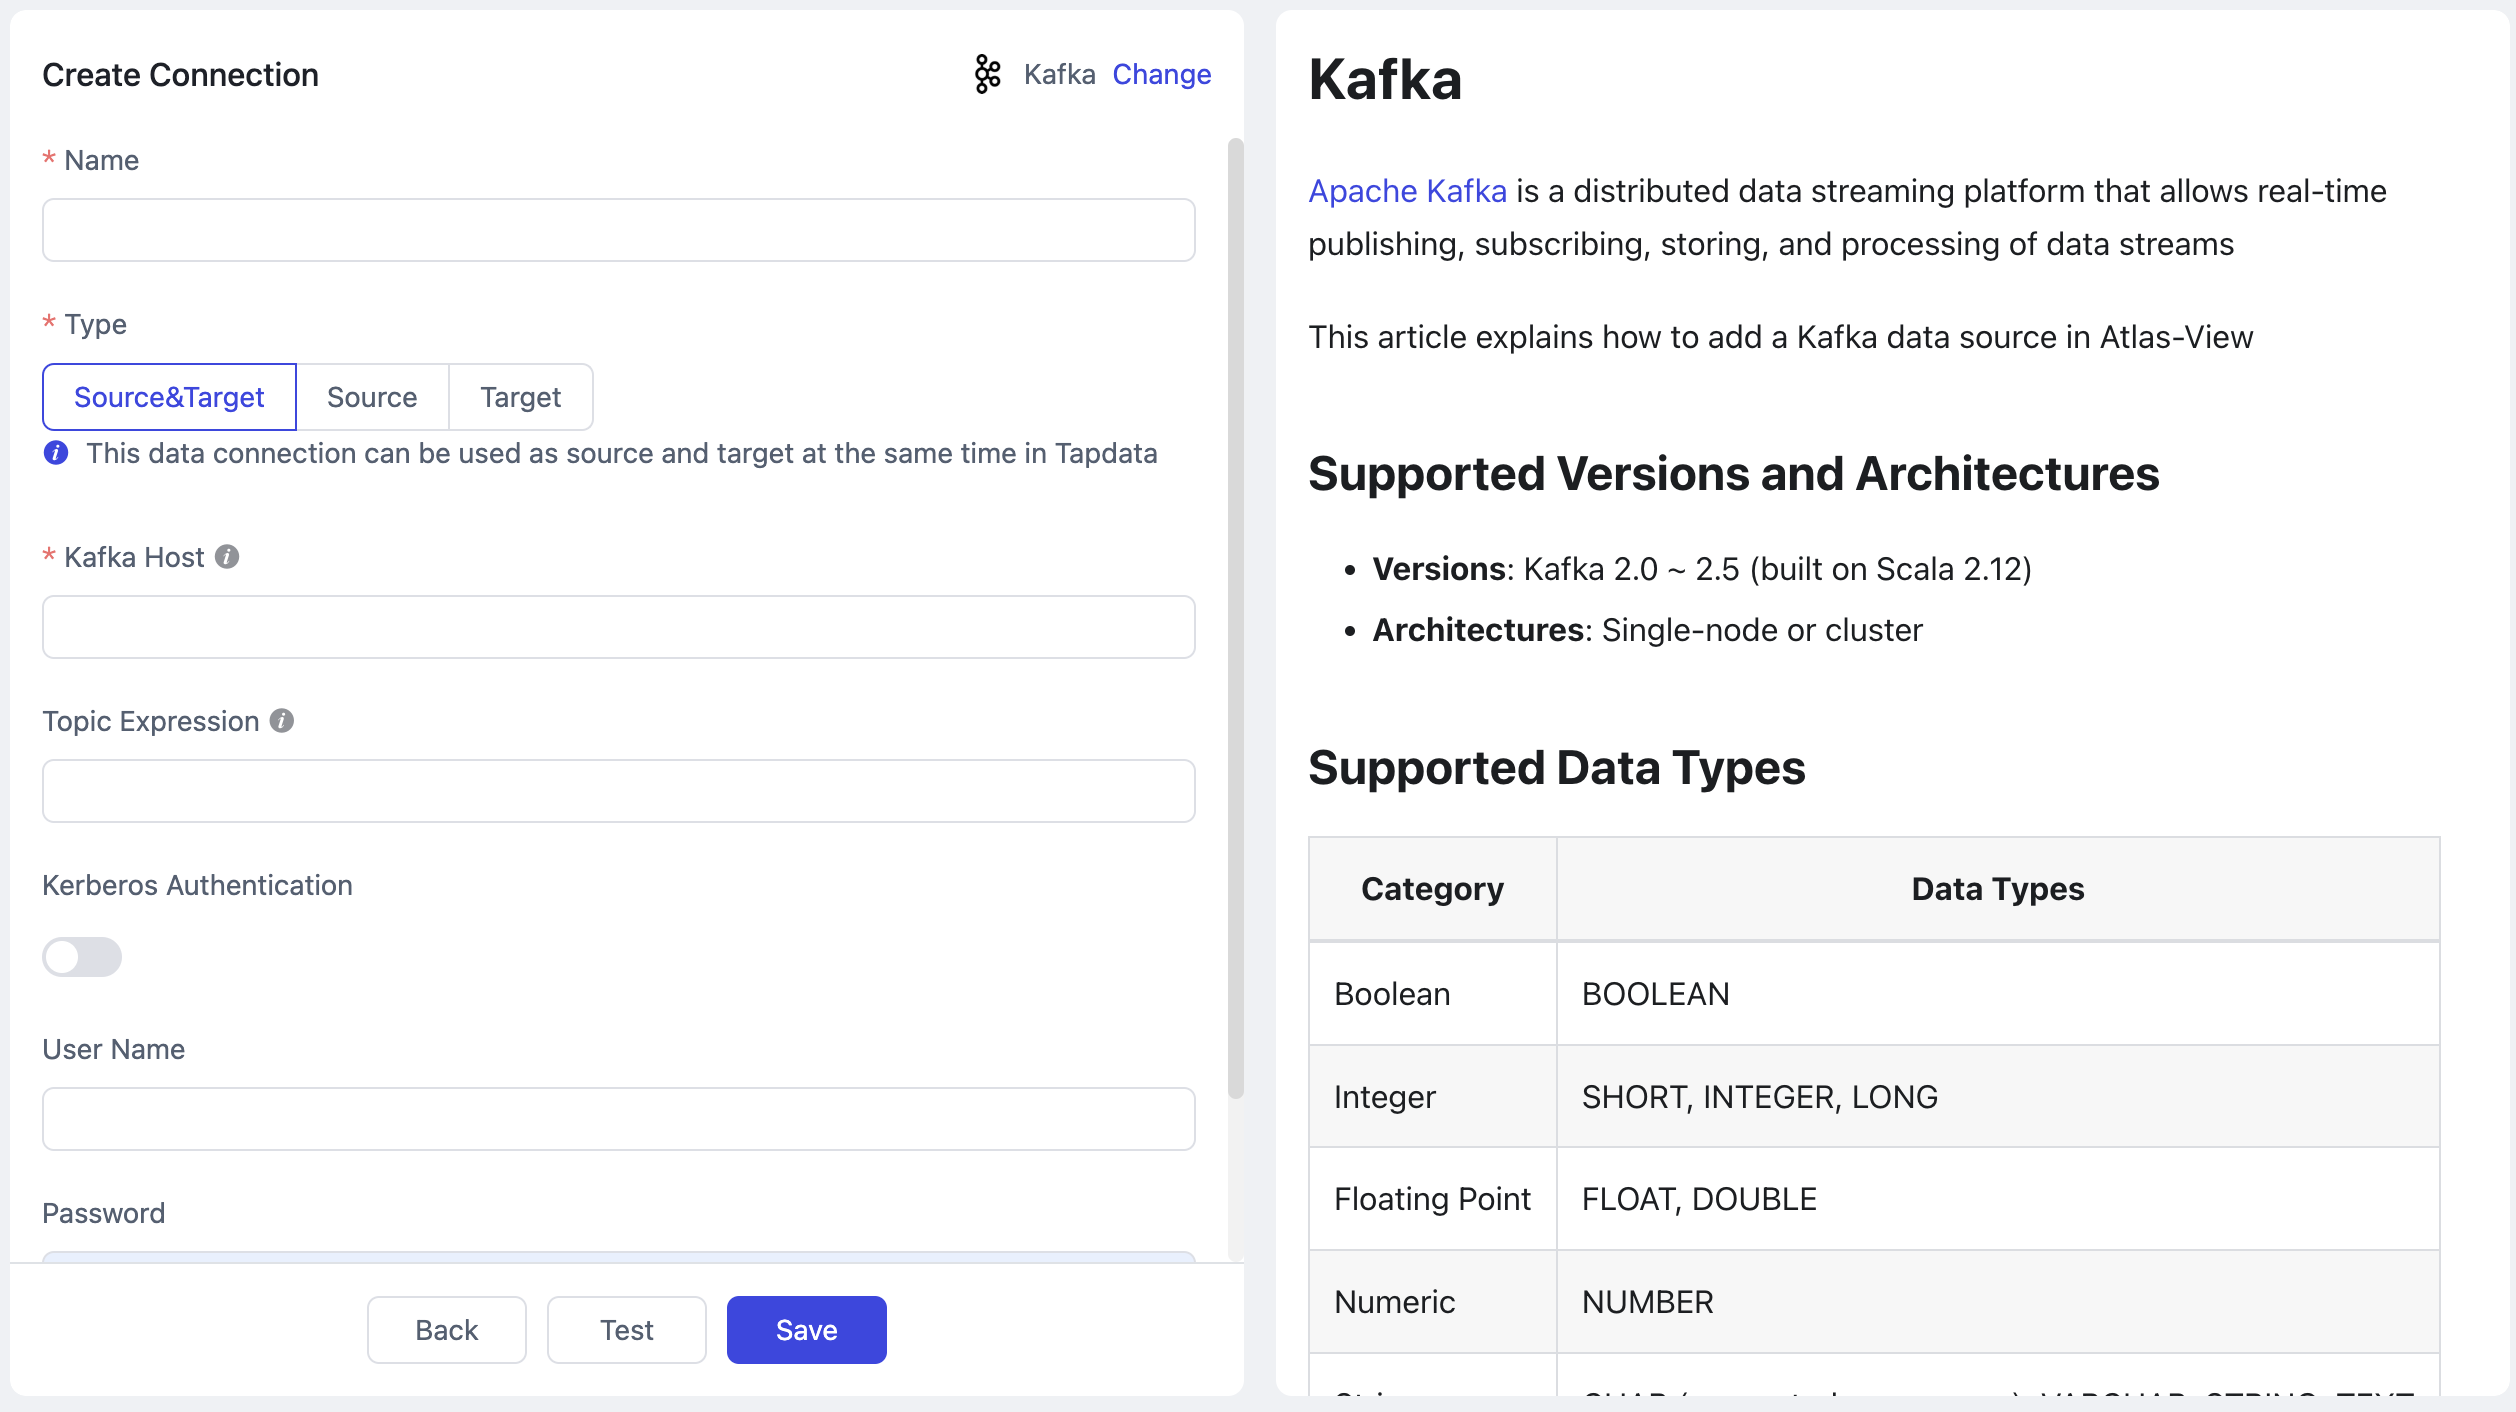 Create Connection
Kafka Change
* Name
* Type
Source&Target Source Target
This data connection can be used as source and target at the same time in Tapdata
* Kafka Host
Topic Expression
Kerberos Authentication
User Name
Password
Back Test Save
Kafka
Apache Kafka is a distributed data streaming platform that allows real-time
publishing, subscribing, storing, and processing of data streams
This article explains how to add a Kafka data source in Atlas-View
Supported Versions and Architectures
• Versions: Kafka 2.0 ~ 2.5 (built on Scala 2.12)
• Architectures: Single-node or cluster
Supported Data Types
Category Data Types
Boolean BOOLEAN
Integer SHORT, INTEGER, LONG
Floating Point FLOAT, DOUBLE
Numeric NUMBER